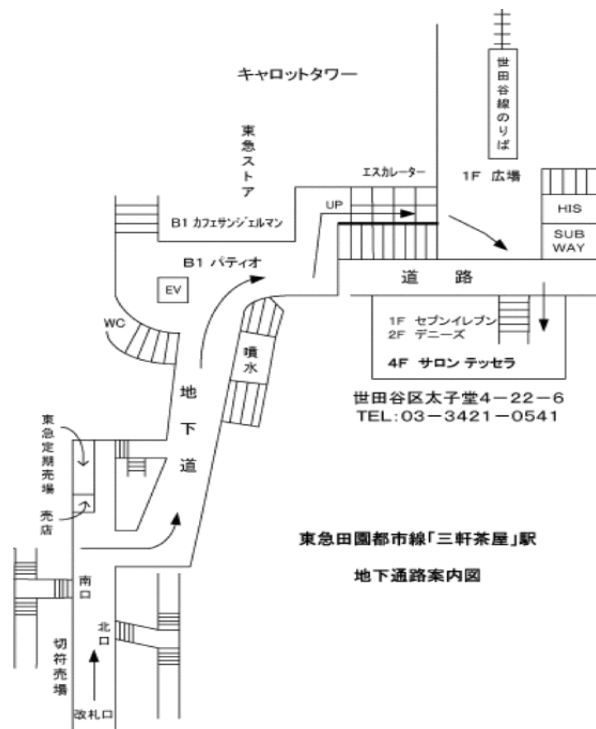 キャロットタワー
世田谷線のりば
東急ストア
エスカレーター
1F 広場
UP
HIS
B1 カフェサンジェルマン
SUB
WAY
B1 パティオ
道 路
EV
WC
1F セブンイレブン
2F デニーズ
噴水
4F サロン テッセラ
地下道
世田谷区太子堂4－22－6
TEL:03－3421－0541
東急定期売場
売店
東急田園都市線「三軒茶屋」駅
地下通路案内図
南口
北口
切符売場
改札口